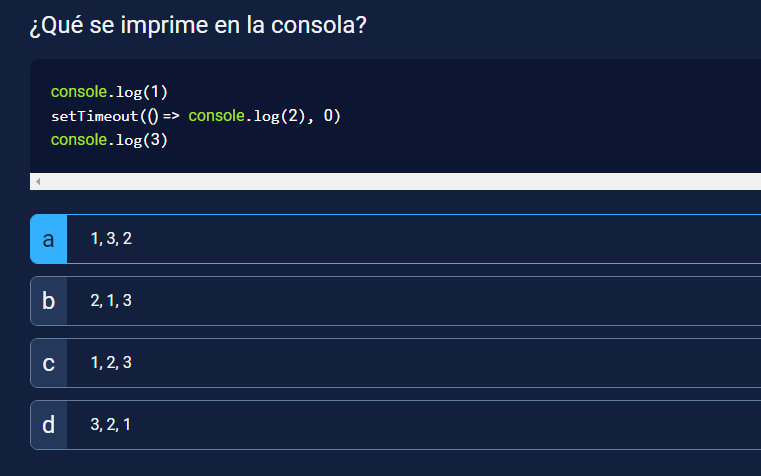 ¿Qué se imprime en la consola?
console.log(1)
setTimeout(() => console.log(2), 0)
console.log(3)
a 1, 3, 2
b 2, 1, 3
c 1, 2, 3
d 3, 2, 1